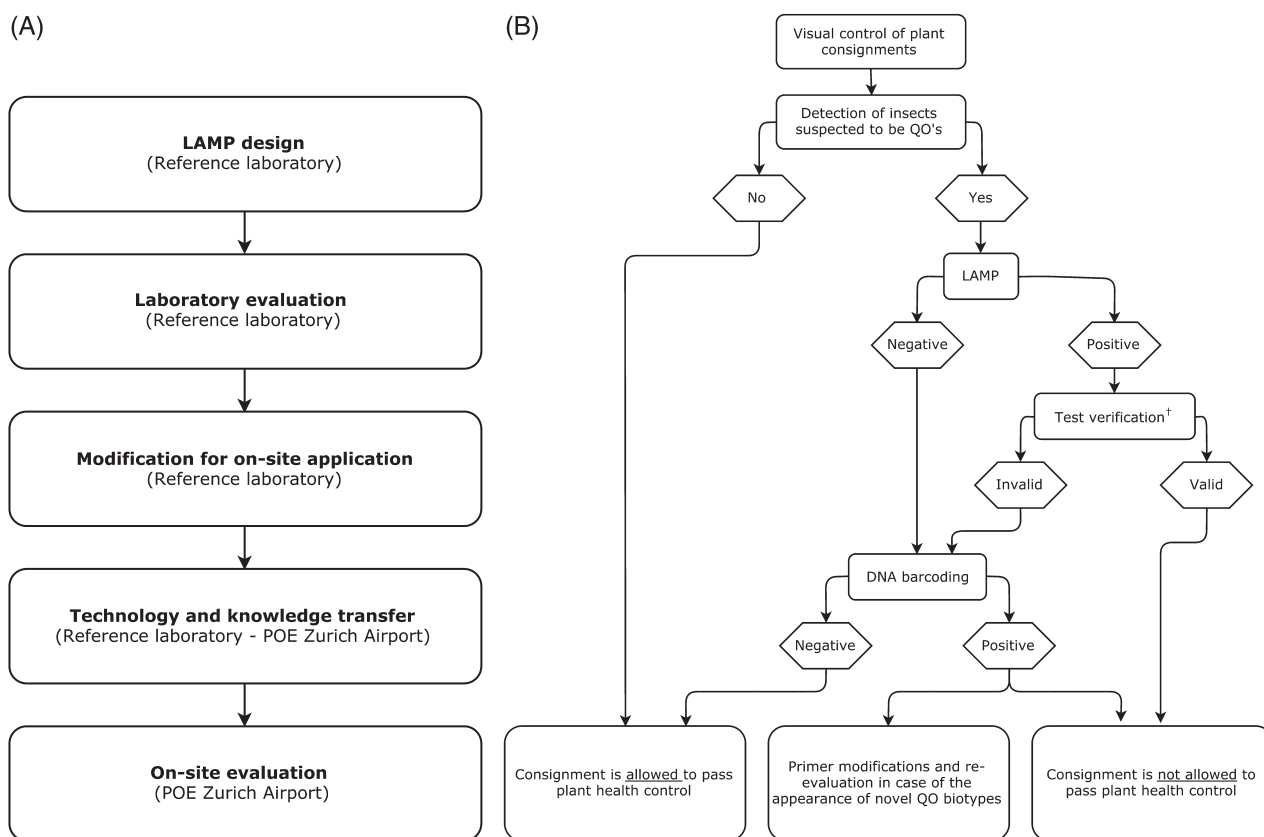 (A)
LAMP design
(Reference laboratory)
Laboratory evaluation
(Reference laboratory)
Modification for on-site application
(Reference laboratory)
Technology and knowledge transfer
(Reference laboratory - POE Zurich Airport)
On-site evaluation
(POE Zurich Airport)
(B)
Visual control of plant
consignments
Detection of insects
suspected to be QO's
No
Yes
LAMP
Negative
Positive
Test verification†
Invalid
Valid
DNA barcoding
Negative
Positive
Consignment is allowed to pass
plant health control
Primer modifications and re-
evaluation in case of the
appearance of novel QO biotypes
Consignment is not allowed to
pass plant health control